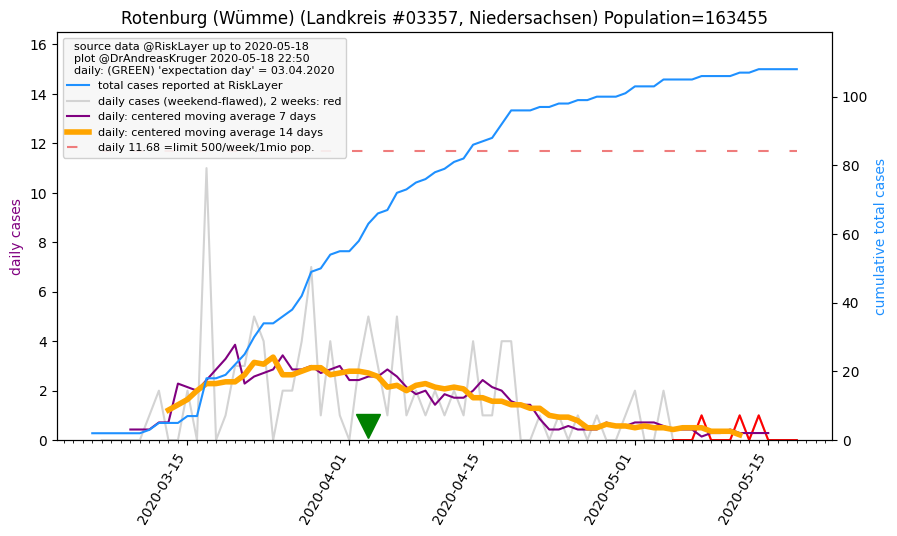 Rotenburg (Wümme) (Landkreis #03357, Niedersachsen) Population=163455
source data @RiskLayer up to 2020-05-18
plot @DrAndreasKruger 2020-05-18 22:50
daily: (GREEN) 'expectation day' = 03.04.2020
total cases reported at RiskLayer
daily cases (weekend-flawed), 2 weeks: red
daily: centered moving average 7 days
daily: centered moving average 14 days
daily 11.68 =limit 500/week/1mio pop.
daily cases
16
14
12
10
8
6
4
2
0
cumulative total cases
100
80
60
40
20
0
2020-03-15
2020-04-01
2020-04-15
2020-05-01
2020-05-15